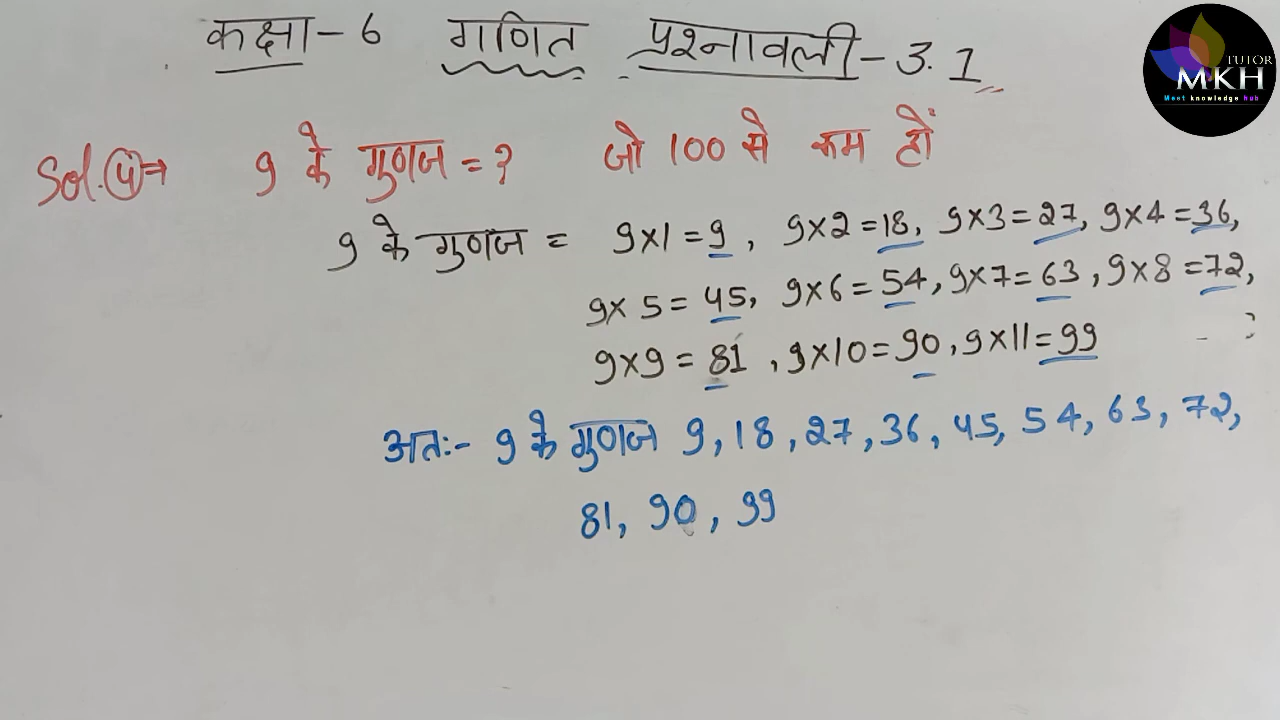 कक्षा-6 गणित प्रश्नावली-3.1
TUTOR
MKH
Meet knowledge hub
Sol.④→ 9 के गुणज = ? जो 100 से कम हों
9 के गुणज = 9×1=9, 9×2=18, 9×3=27, 9×4=36,
9×5=45, 9×6=54, 9×7=63, 9×8=72,
9×9=81, 9×10=90, 9×11=99
अतः- 9 के गुणज 9, 18, 27, 36, 45, 54, 63, 72,
81, 90, 99